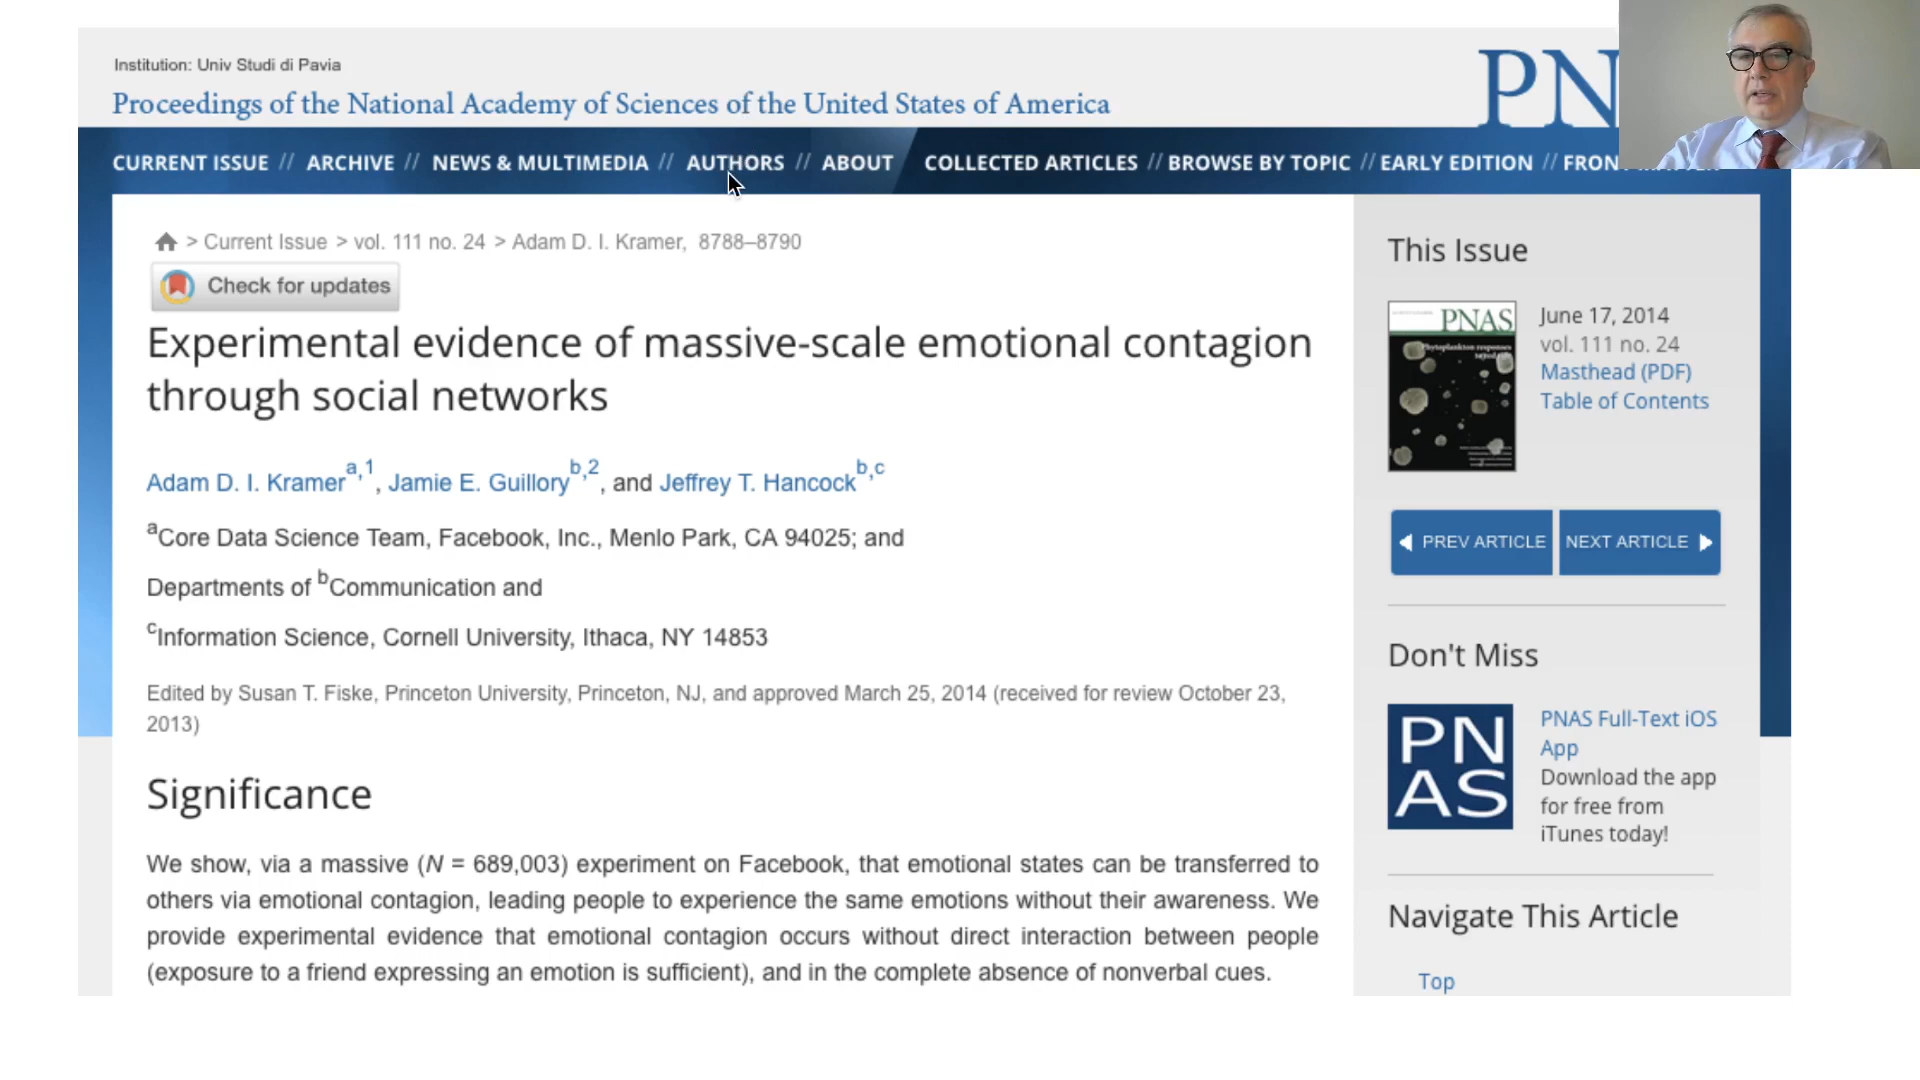 Institution: Univ Studi di Pavia
Proceedings of the National Academy of Sciences of the United States of America
PN
CURRENT ISSUE // ARCHIVE // NEWS & MULTIMEDIA // AUTHORS // ABOUT COLLECTED ARTICLES // BROWSE BY TOPIC // EARLY EDITION // FRON
> Current Issue > vol. 111 no. 24 > Adam D. I. Kramer, 8788–8790
Check for updates
Experimental evidence of massive-scale emotional contagion
through social networks
Adam D. I. Kramer a,1, Jamie E. Guillory b,2, and Jeffrey T. Hancock b,c
aCore Data Science Team, Facebook, Inc., Menlo Park, CA 94025; and
Departments of bCommunication and
cInformation Science, Cornell University, Ithaca, NY 14853
Edited by Susan T. Fiske, Princeton University, Princeton, NJ, and approved March 25, 2014 (received for review October 23,
2013)
Significance
We show, via a massive (N = 689,003) experiment on Facebook, that emotional states can be transferred to
others via emotional contagion, leading people to experience the same emotions without their awareness. We
provide experimental evidence that emotional contagion occurs without direct interaction between people
(exposure to a friend expressing an emotion is sufficient), and in the complete absence of nonverbal cues.
This Issue
PNAS
June 17, 2014
vol. 111 no. 24
Masthead (PDF)
Table of Contents
PREV ARTICLE
NEXT ARTICLE
Don't Miss
PN
AS
PNAS Full-Text iOS
App
Download the app
for free from
iTunes today!
Navigate This Article
Top